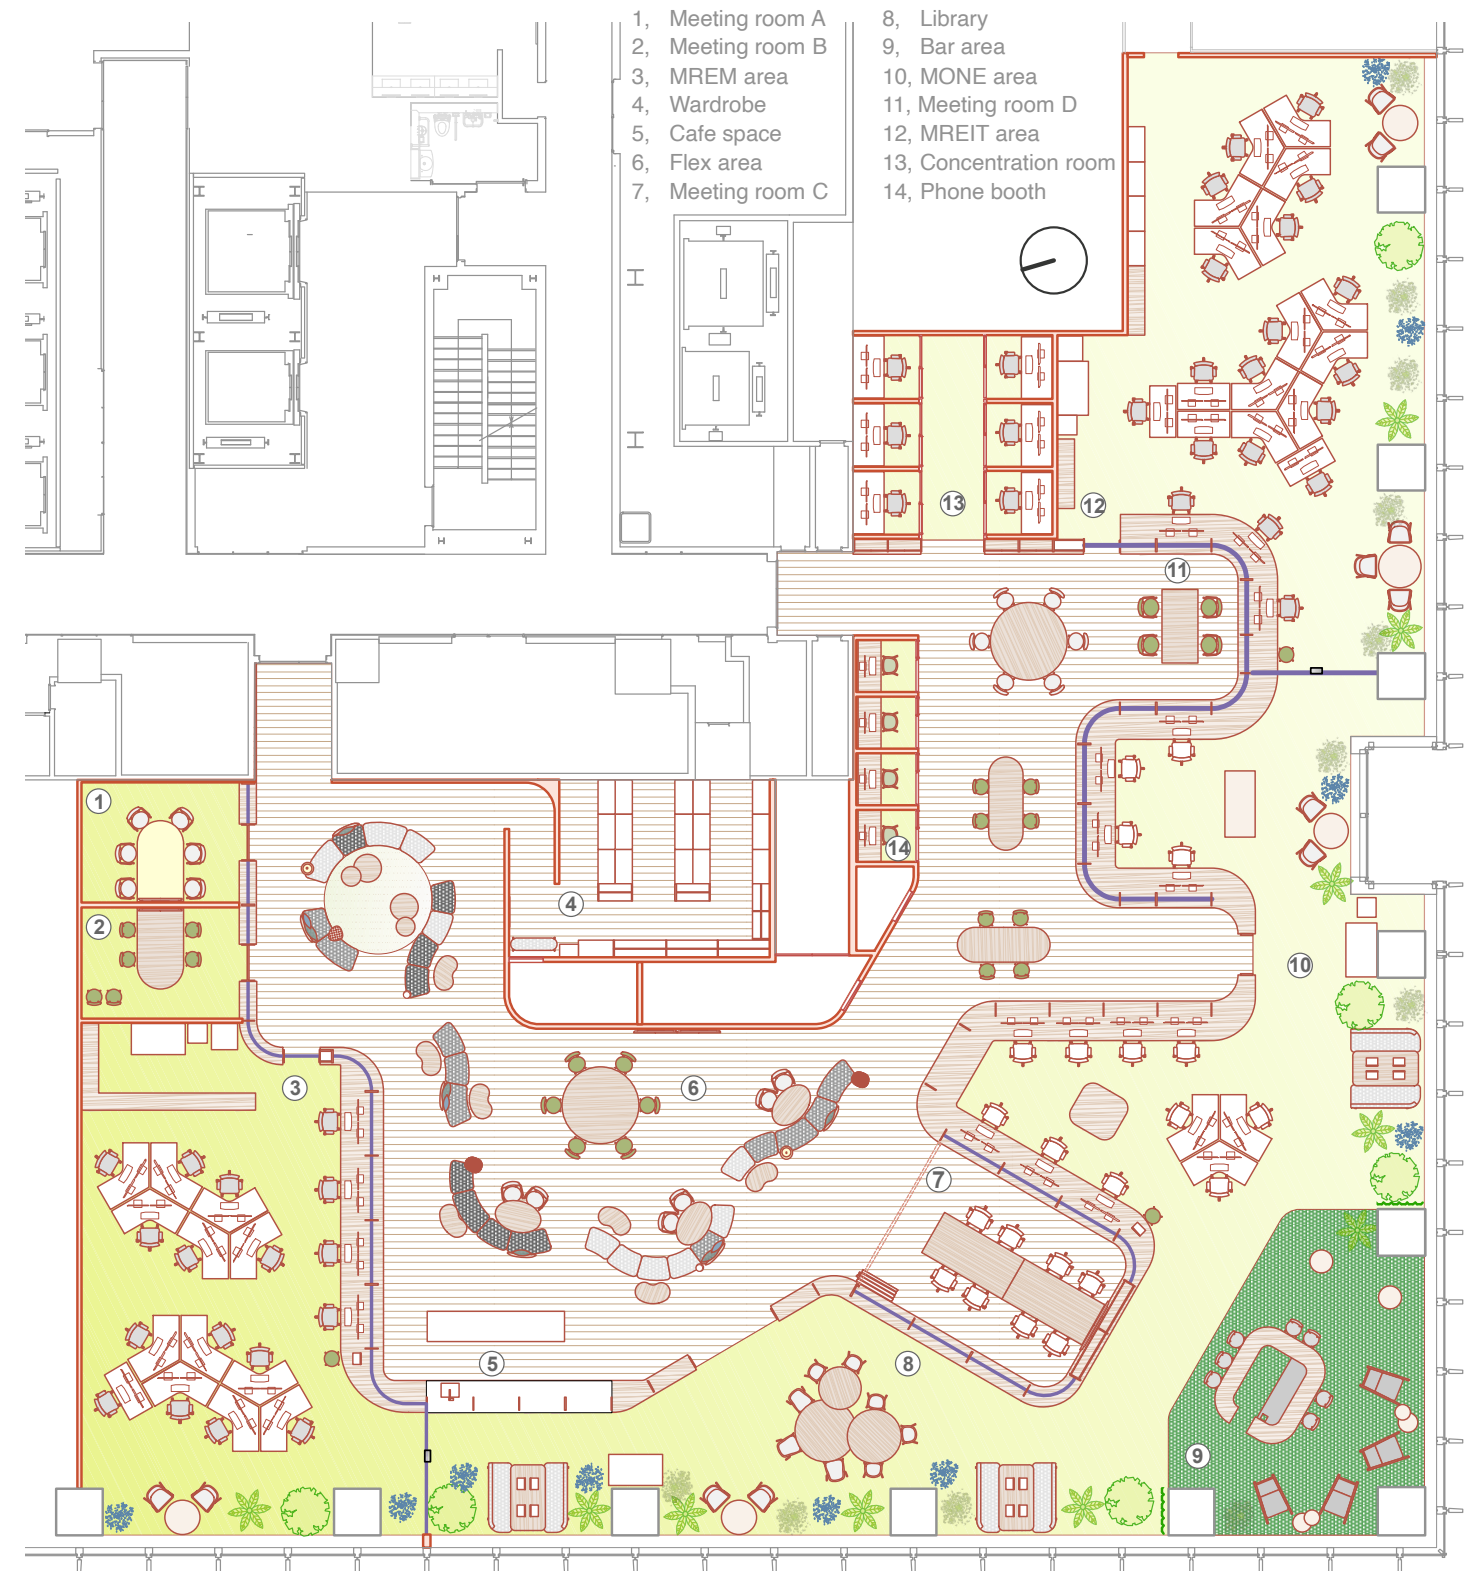 1, Meeting room A
2, Meeting room B
3, MREM area
4, Wardrobe
5, Cafe space
6, Flex area
7, Meeting room C
8, Library
9, Bar area
10, MONE area
11, Meeting room D
12, MREIT area
13, Concentration room
14, Phone booth
13
12
11
1
14
2
4
10
3
6
7
5
8
9